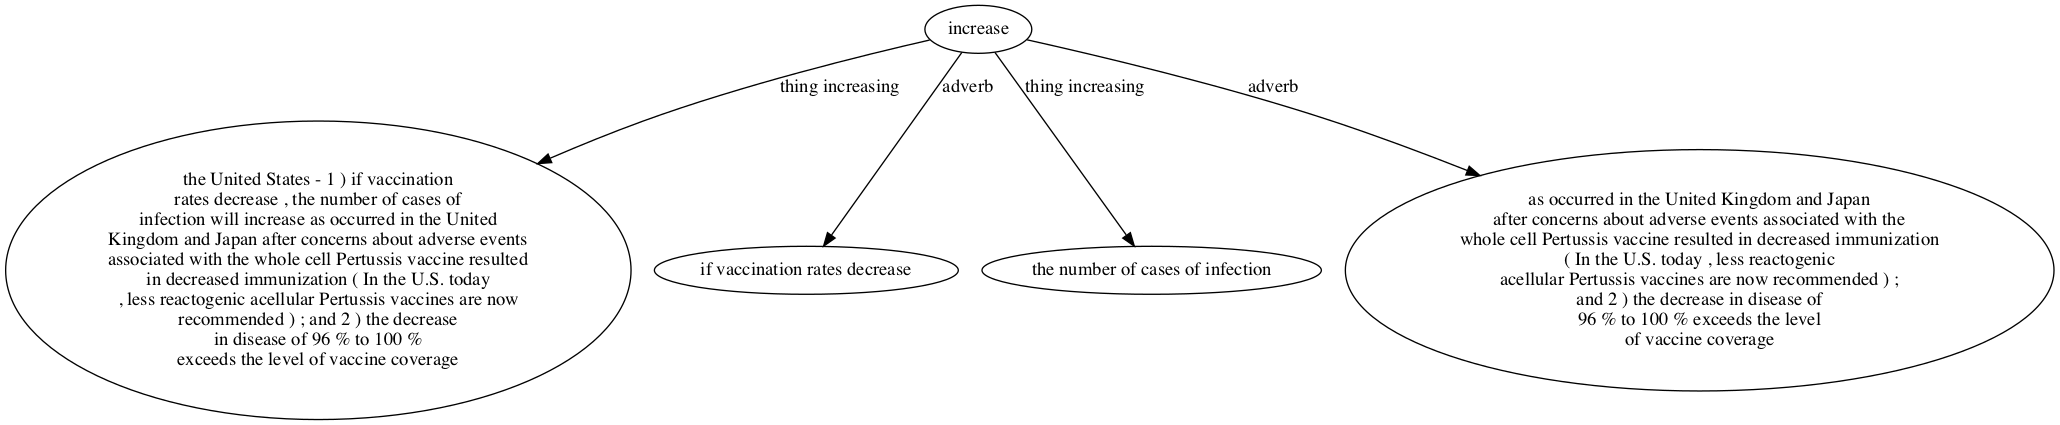 increase
thing increasing
adverb
thing increasing
adverb
the United States - 1 ) if vaccination
rates decrease , the number of cases of
infection will increase as occurred in the United
Kingdom and Japan after concerns about adverse events
associated with the whole cell Pertussis vaccine resulted
in decreased immunization ( In the U.S. today
, less reactogenic acellular Pertussis vaccines are now
recommended ) ; and 2 ) the decrease
in disease of 96 % to 100 %
exceeds the level of vaccine coverage
if vaccination rates decrease
the number of cases of infection
as occurred in the United Kingdom and Japan
after concerns about adverse events associated with the
whole cell Pertussis vaccine resulted in decreased immunization
( In the U.S. today , less reactogenic
acellular Pertussis vaccines are now recommended ) ;
and 2 ) the decrease in disease of
96 % to 100 % exceeds the level
of vaccine coverage